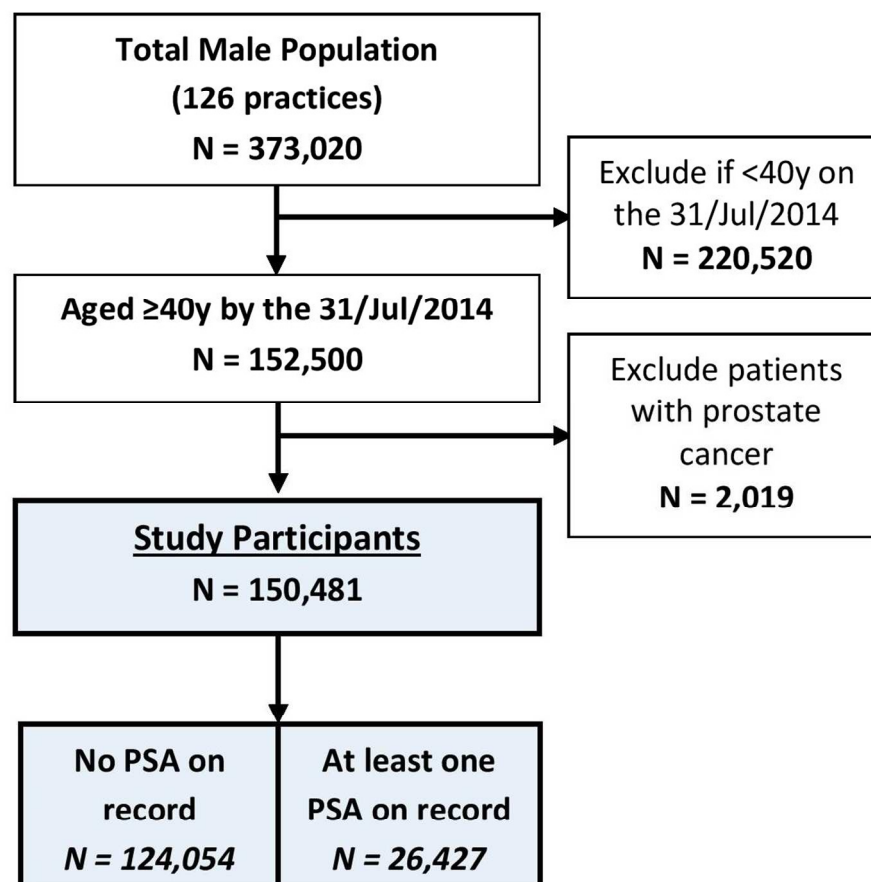 Total Male Population
(126 practices)
N = 373,020
Exclude if <40y on
the 31/Jul/2014
N = 220,520
Aged ≥40y by the 31/Jul/2014
N = 152,500
Exclude patients
with prostate
cancer
N = 2,019
Study Participants
N = 150,481
No PSA on
record
N = 124,054
At least one
PSA on record
N = 26,427